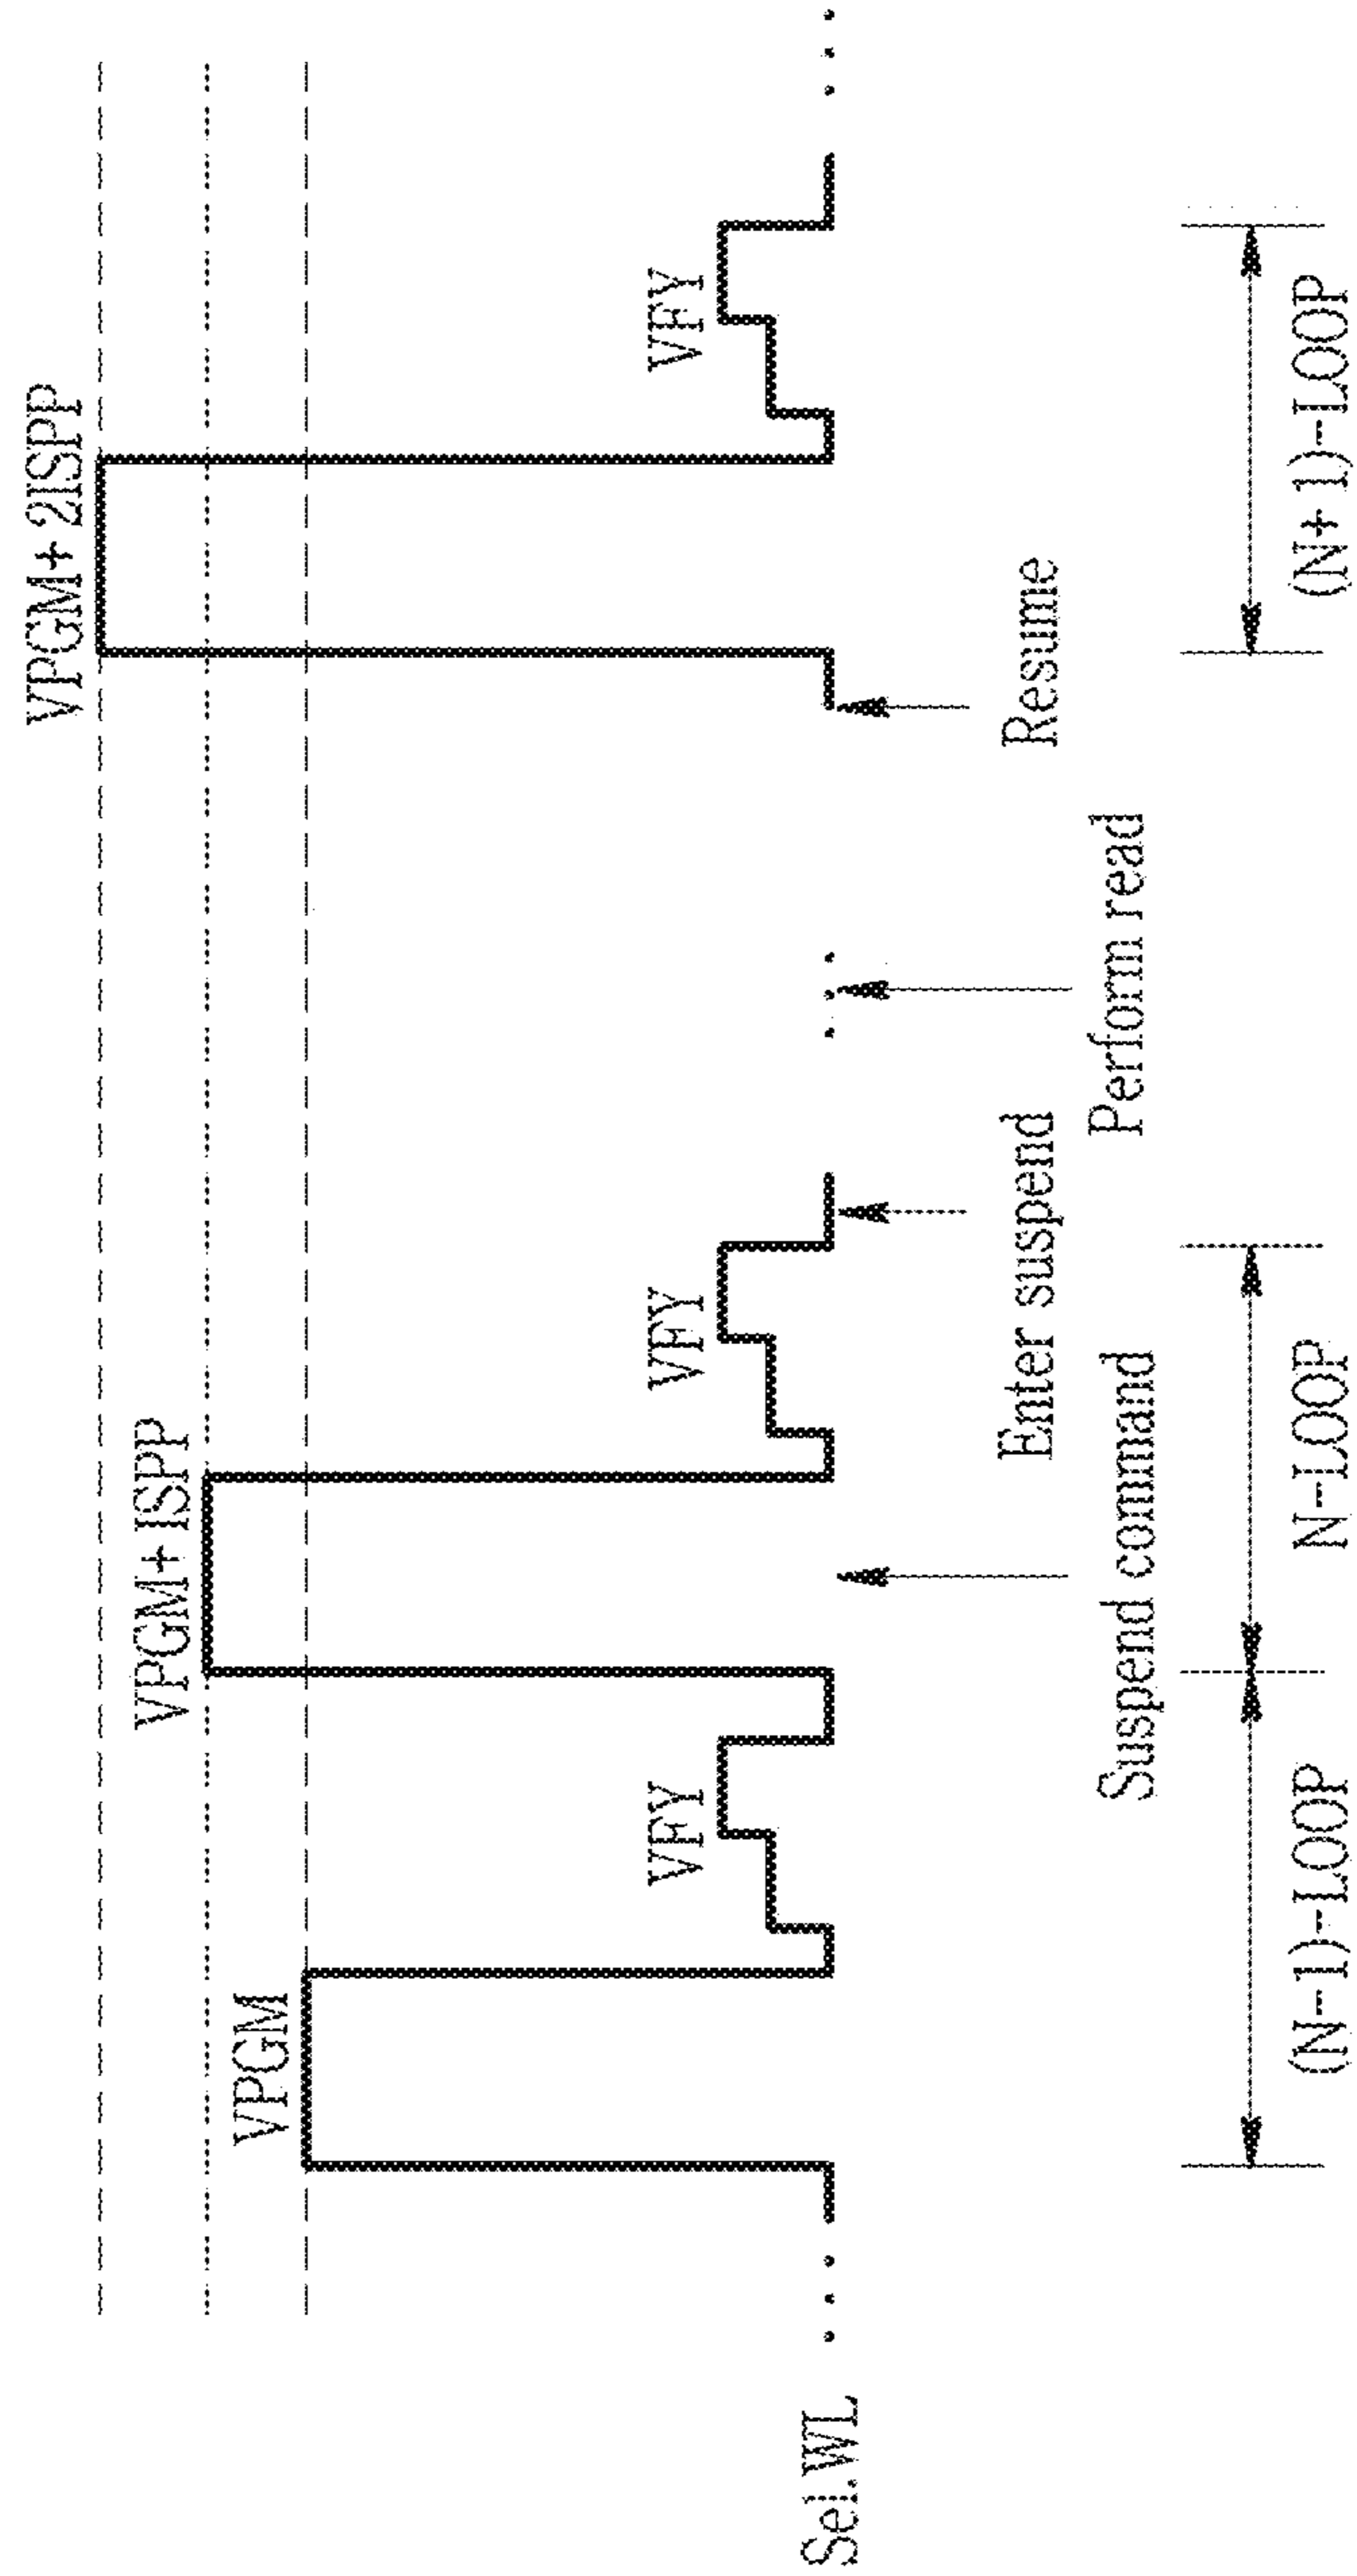 VPGM+2ISPP
VPGM+ISPP
VPGM
VFY
VFY
VFY
Sel.WL
Enter suspend
Resume
Suspend command
Perform read
(N-1)-LOOP
N-LOOP
(N+1)-LOOP